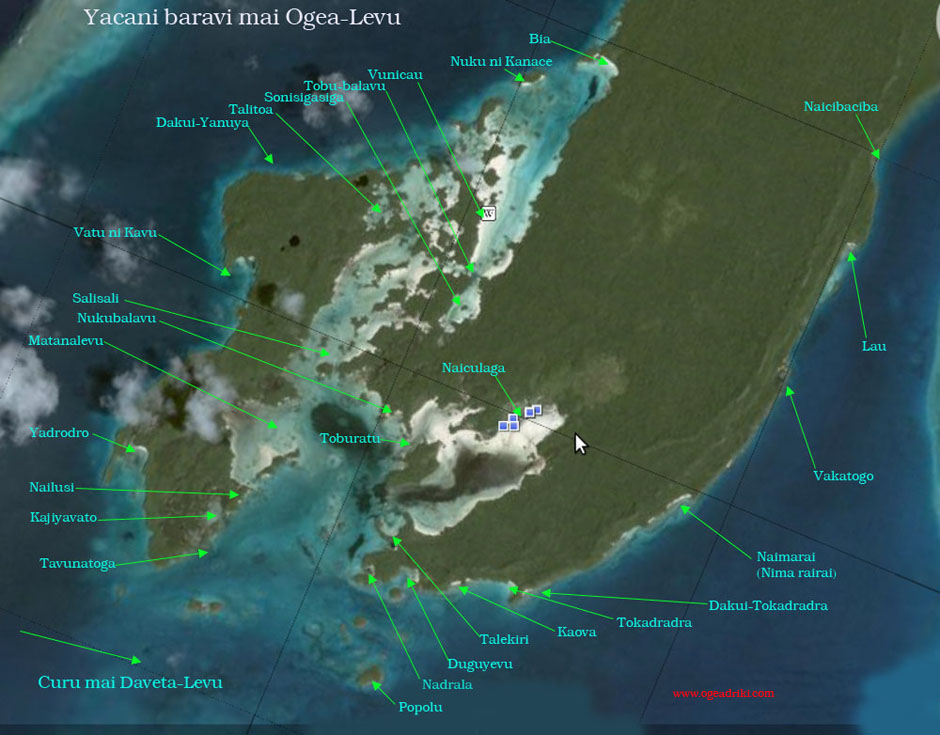 Yacani baravi mai Ogea-Levu
Bia
Nuku ni Kanace
Vunicau
Tobu-balavu
Sonisigasiga
Talitoa
Dakui-Yanuya
Naicibaciba
Vatu ni Kavu
Salisali
Nukubalavu
Matanalevu
Lau
Naiculaga
Yadrodro
Toburatu
Vakatogo
Nailusi
Kajiyavato
Tavunatoga
Naimarai
(Nima rairai)
Dakui-Tokadradra
Tokadradra
Kaova
Talekiri
Duguyevu
Nadrala
Popolu
Curu mai Daveta-Levu
www.ogeadriki.com
W